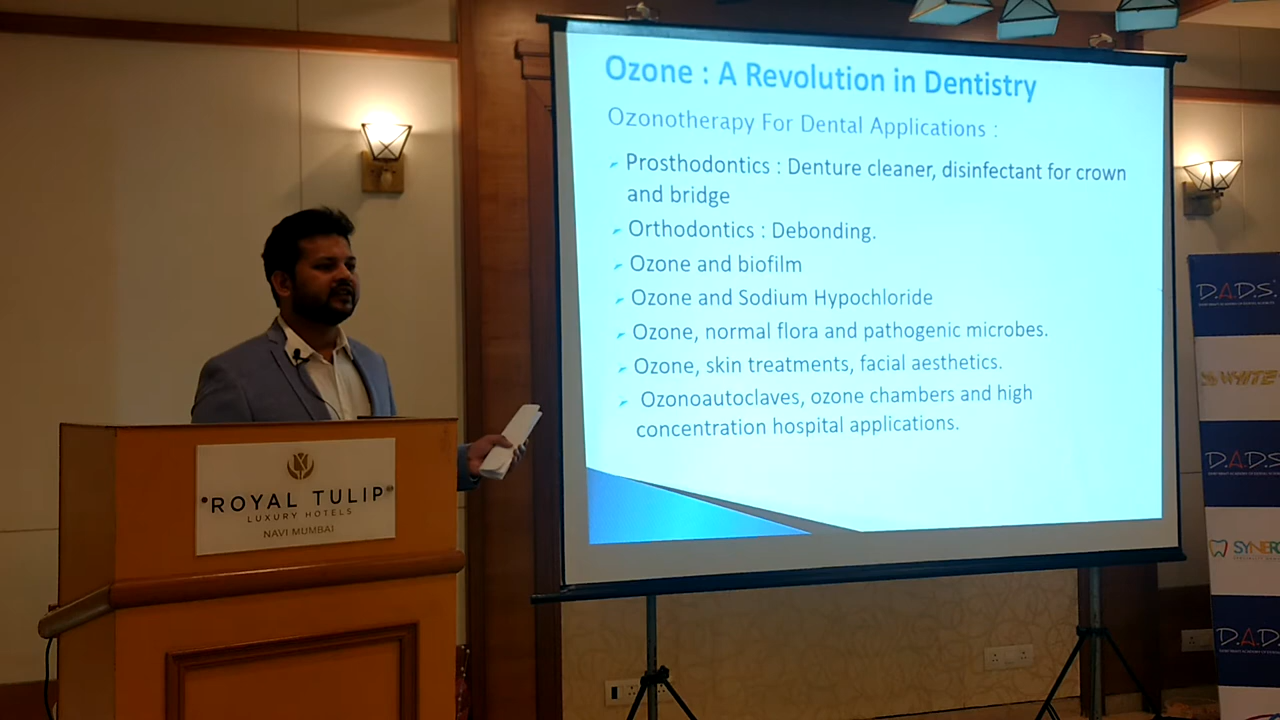 Ozone : A Revolution in Dentistry
Ozonotherapy For Dental Applications :
Prosthodontics : Denture cleaner, disinfectant for crown
and bridge
Orthodontics : Debonding.
Ozone and biofilm
Ozone and Sodium Hypochloride
Ozone, normal flora and pathogenic microbes.
Ozone, skin treatments, facial aesthetics.
Ozonoautoclaves, ozone chambers and high
concentration hospital applications.
ROYAL TULIP
LUXURY HOTELS
NAVI MUMBAI
D.A.D.S.
WHITE
D.A.D.S
SYNERG
D.A.D.